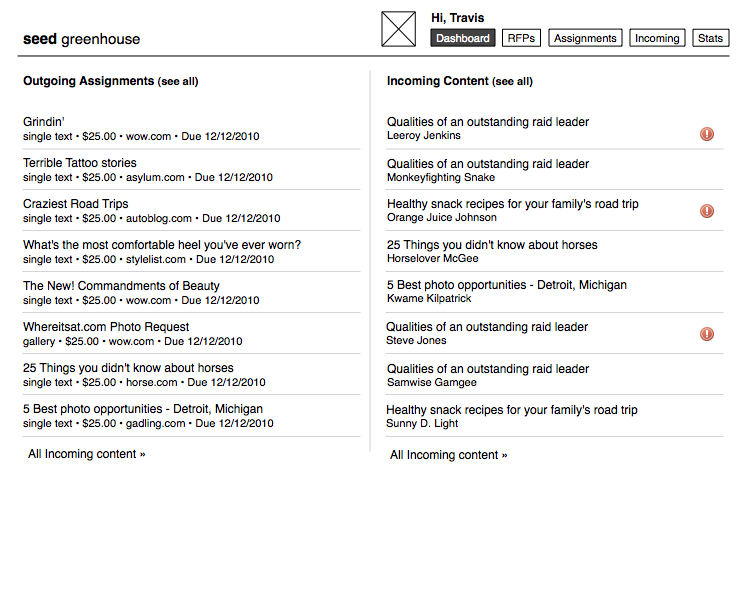 Hi, Travis
seed greenhouse
Dashboard RFPs Assignments Incoming Stats
Outgoing Assignments (see all)
Grindin'
single text • $25.00 • wow.com • Due 12/12/2010
Terrible Tattoo stories
single text • $25.00 • asylum.com • Due 12/12/2010
Craziest Road Trips
single text • $25.00 • autoblog.com • Due 12/12/2010
What's the most comfortable heel you've ever worn?
single text • $25.00 • stylelist.com • Due 12/12/2010
The New! Commandments of Beauty
single text • $25.00 • wow.com • Due 12/12/2010
Whereitsat.com Photo Request
gallery • $25.00 • wow.com • Due 12/12/2010
25 Things you didn't know about horses
single text • $25.00 • horse.com • Due 12/12/2010
5 Best photo opportunities - Detroit, Michigan
single text • $25.00 • gadling.com • Due 12/12/2010
All Incoming content »
Incoming Content (see all)
Qualities of an outstanding raid leader
Leeroy Jenkins
Qualities of an outstanding raid leader
Monkeyfighting Snake
Healthy snack recipes for your family's road trip
Orange Juice Johnson
25 Things you didn't know about horses
Horselover McGee
5 Best photo opportunities - Detroit, Michigan
Kwame Kilpatrick
Qualities of an outstanding raid leader
Steve Jones
Qualities of an outstanding raid leader
Samwise Gamgee
Healthy snack recipes for your family's road trip
Sunny D. Light
All Incoming content »